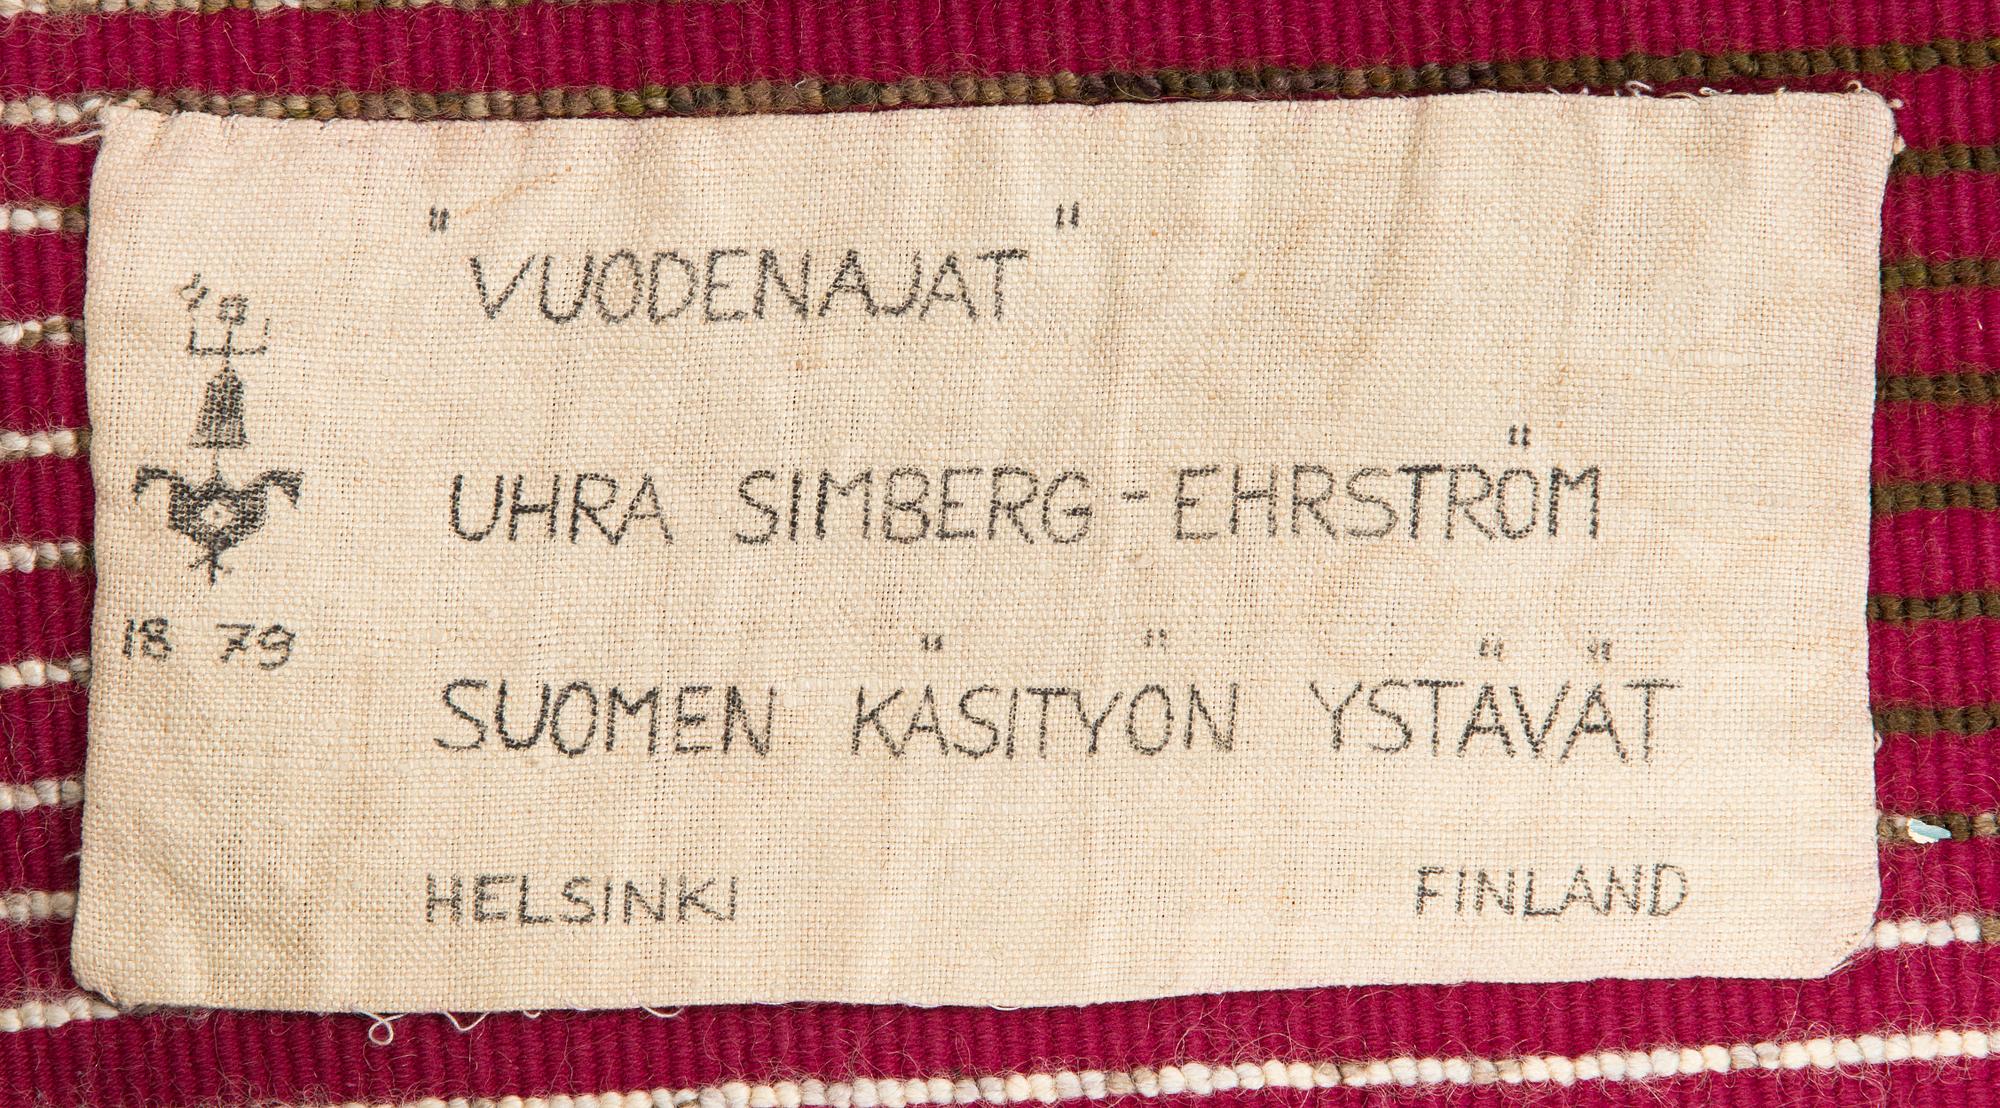 "VUODENAJAT"
UHRA SIMBERG-EHRSTRÖM
18 79
SUOMEN KÄSITYÖN YSTÄVÄT
HELSINKI FINLAND